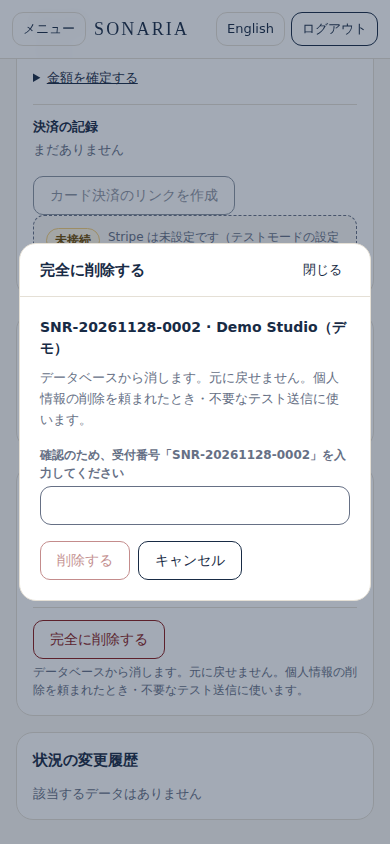 メニュー
SONARIA
English
ログアウト
▶ 金額を確定する
決済の記録
まだありません
カード決済のリンクを作成
未接続
Stripe は未設定です（テストモードの設定
完全に削除する
閉じる
SNR-20261128-0002 · Demo Studio（デ
モ）
データベースから消します。元に戻せません。個人
情報の削除を頼まれたとき・不要なテスト送信に使
います。
確認のため、受付番号「SNR-20261128-0002」を入
力してください
削除する
キャンセル
完全に削除する
データベースから消します。元に戻せません。個人情報の削
除を頼まれたとき・不要なテスト送信に使います。
状況の変更履歴
該当するデータはありません